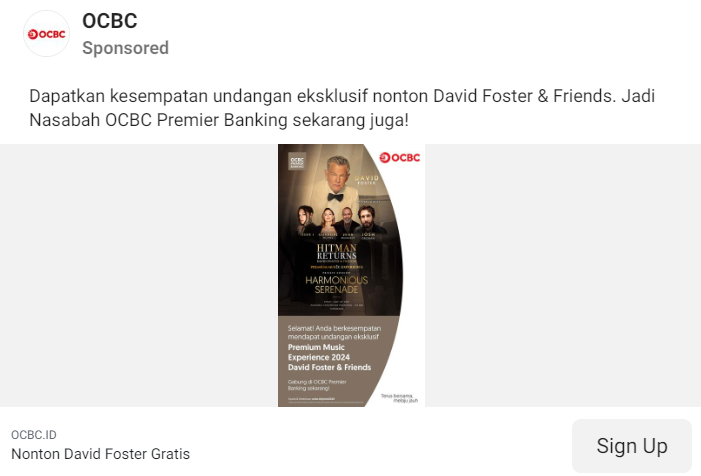 OCBC
OCBC
Sponsored
Dapatkan kesempatan undangan eksklusif nonton David Foster & Friends. Jadi
Nasabah OCBC Premier Banking sekarang juga!
OCBC
OCBC
DAVID
FOSTER
JOSH
HITMAN
RETURNS
HARMONIOUS
SERENADE
Selamat! Anda berkesempatan
mendapat undangan eksklusif
Premium Music
Experience 2024
David Foster & Friends
Gabung di OCBC Premier
Banking sekarang!
Terus bersama,
melaju jauh
OCBC.ID
Nonton David Foster Gratis
Sign Up